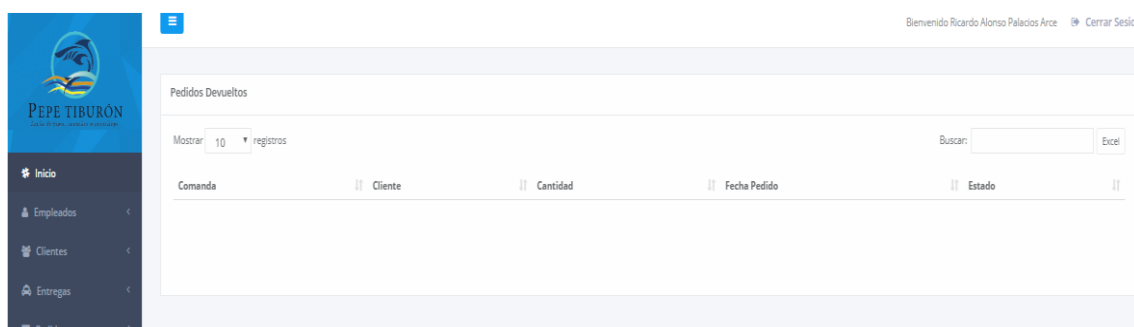 Bienvenido Ricardo Alonso Palacios Arce Cerrar Sesio
PEPE TIBURÓN
Pedidos Devueltos
Mostrar 10 registros Buscar: Excel
Inicio
Comanda Cliente Cantidad Fecha Pedido Estado
Empleados
Clientes
Entregas